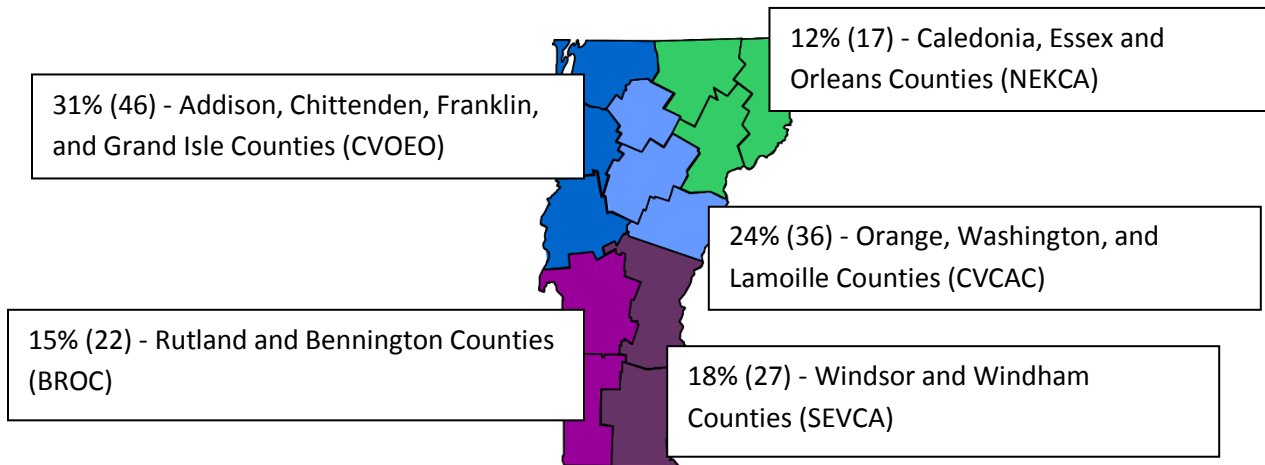 12% (17) - Caledonia, Essex and
Orleans Counties (NEKCA)
31% (46) - Addison, Chittenden, Franklin,
and Grand Isle Counties (CVOEO)
24% (36) - Orange, Washington, and
Lamoille Counties (CVCAC)
15% (22) - Rutland and Bennington Counties
(BROC)
18% (27) - Windsor and Windham
Counties (SEVCA)